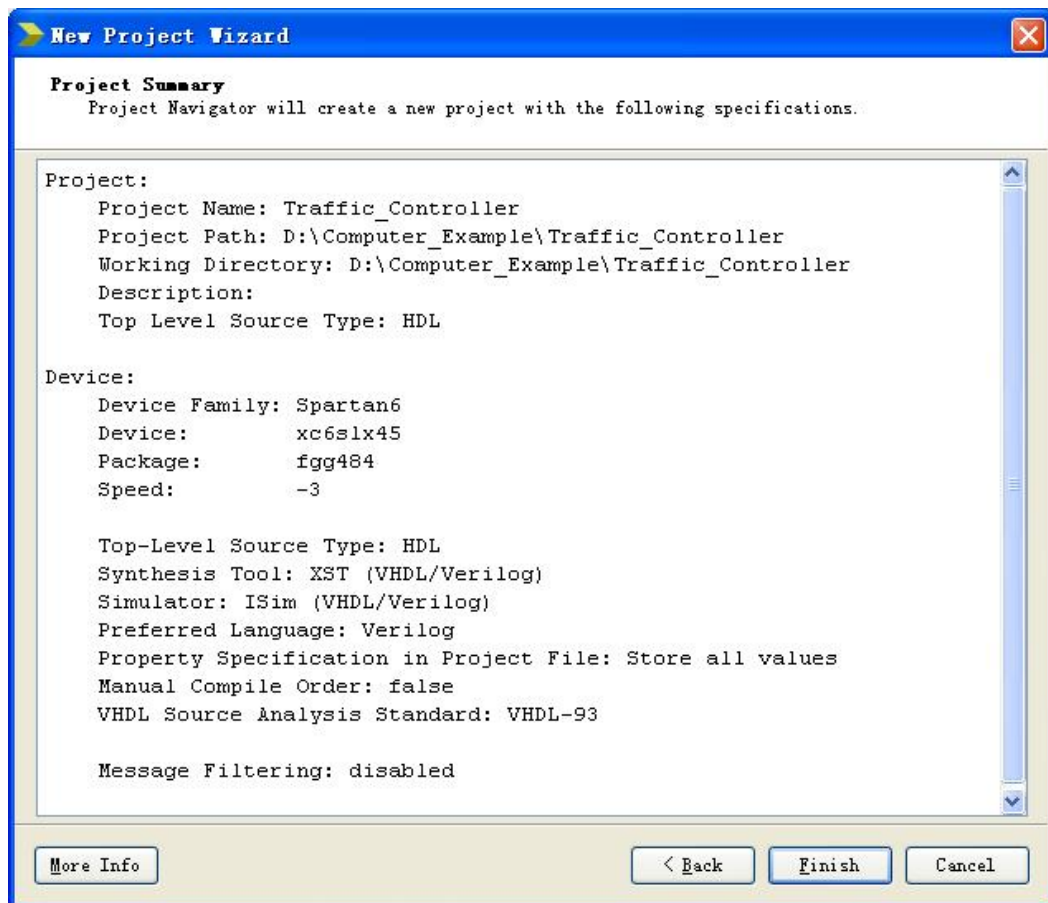 New Project Wizard
Project Summary
Project Navigator will create a new project with the following specifications.
Project:
Project Name: Traffic_Controller
Project Path: D:\Computer_Example\Traffic_Controller
Working Directory: D:\Computer_Example\Traffic_Controller
Description:
Top Level Source Type: HDL
Device:
Device Family: Spartan6
Device: xc6slx45
Package: fgg484
Speed: -3
Top-Level Source Type: HDL
Synthesis Tool: XST (VHDL/Verilog)
Simulator: ISim (VHDL/Verilog)
Preferred Language: Verilog
Property Specification in Project File: Store all values
Manual Compile Order: false
VHDL Source Analysis Standard: VHDL-93
Message Filtering: disabled
More Info < Back Finish Cancel